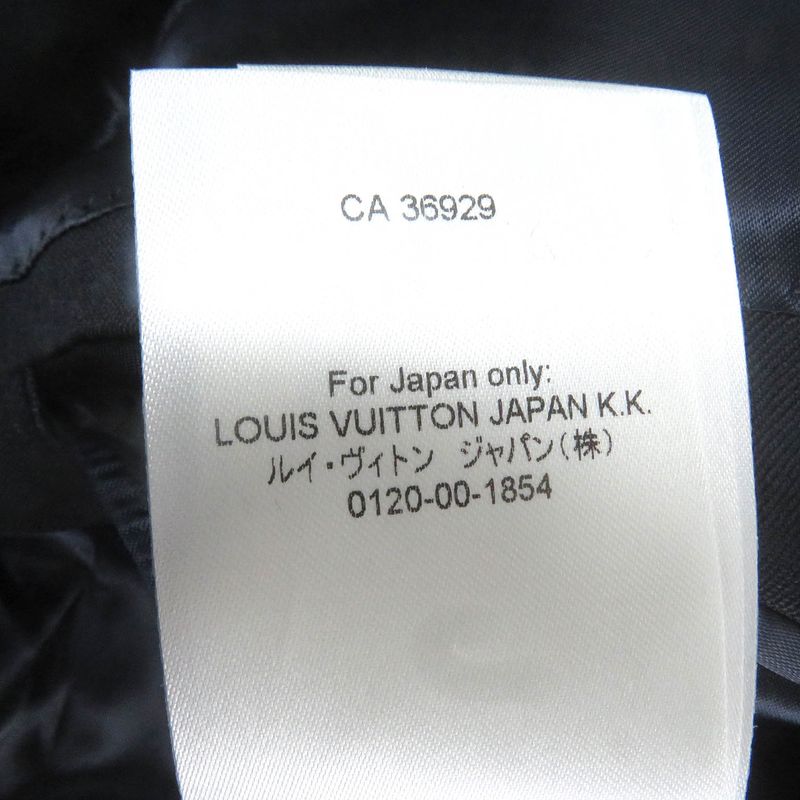 CA 36929
For Japan only:
LOUIS VUITTON JAPAN K.K.
ルイ・ヴィトン ジャパン(株)
0120-00-1854